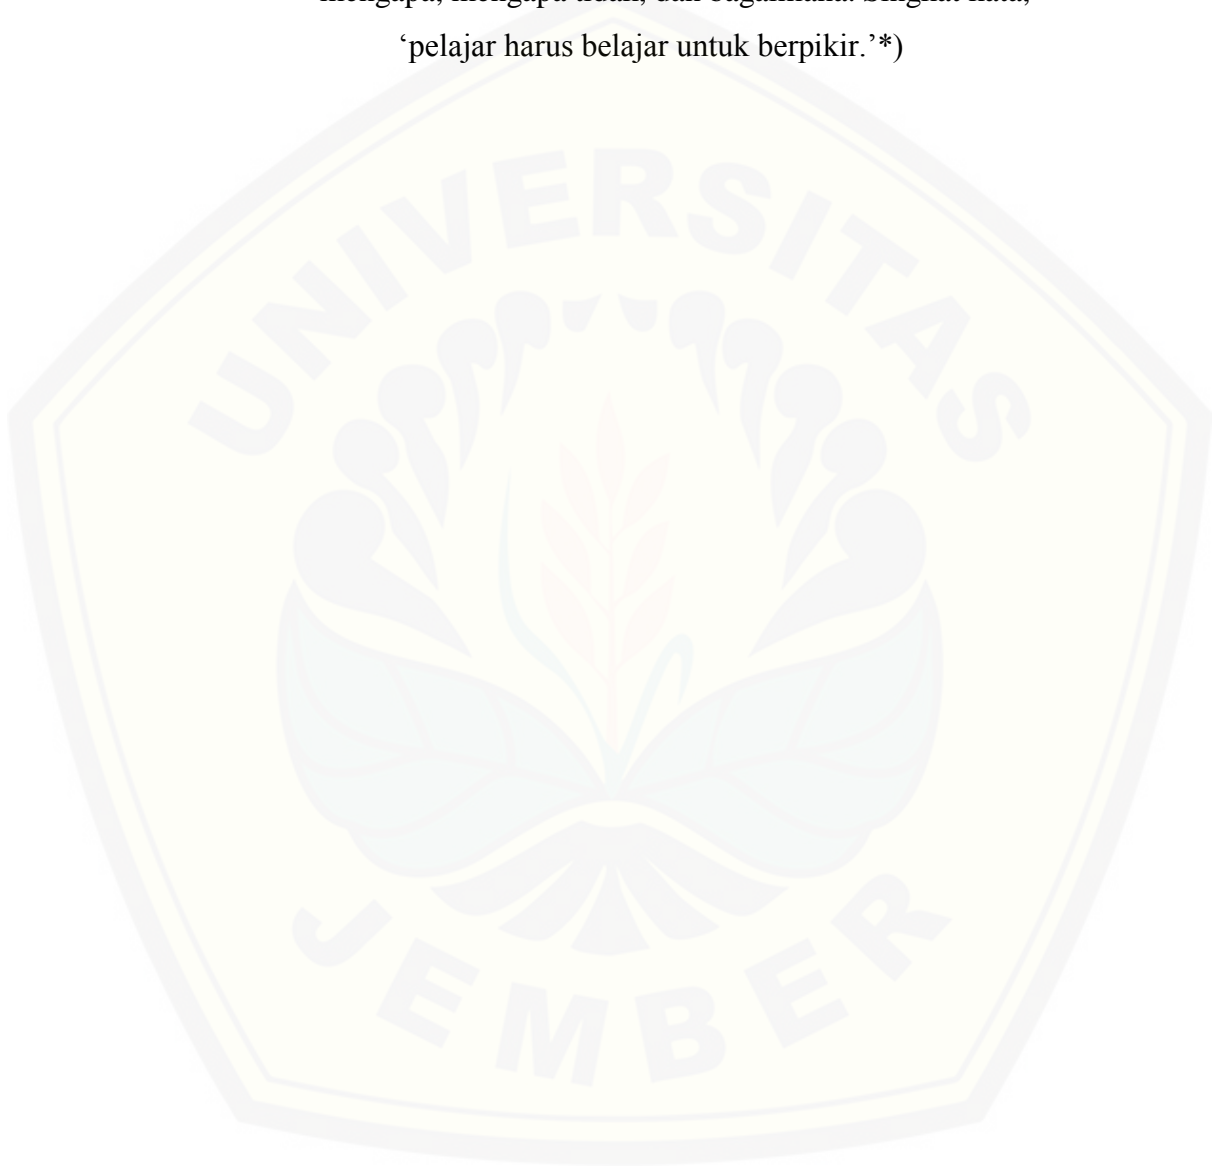 mengapa, mengapa tidak, dan bagaimana. Singkat kata,
‘pelajar harus belajar untuk berpikir.’*)
UNIVERSITAS
JEMBER